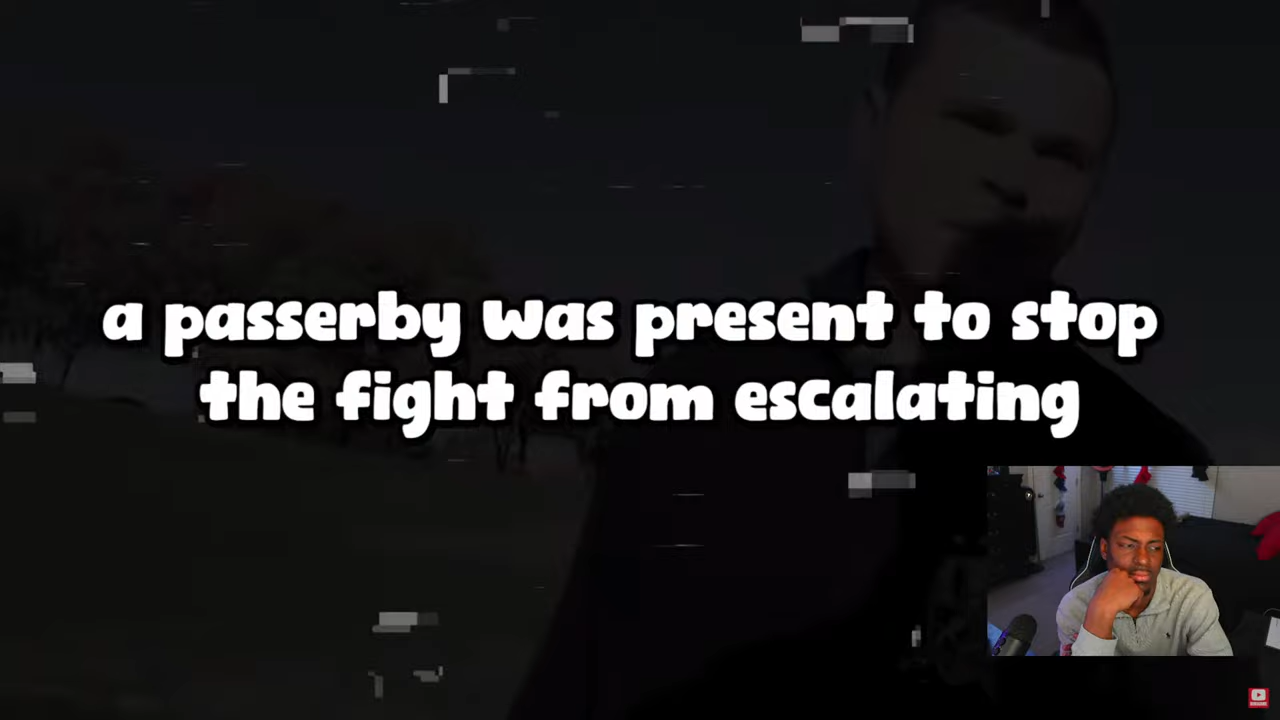 a passerby was present to stop
the fight from escalating